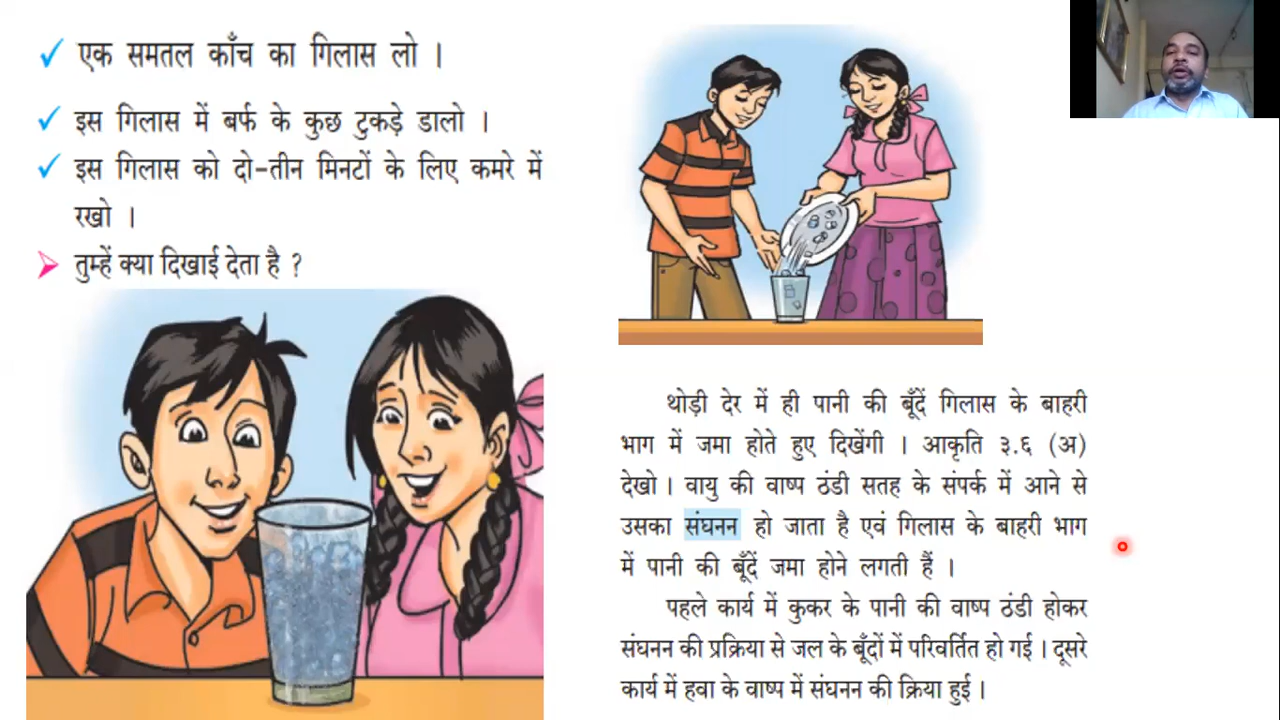 एक समतल काँच का गिलास लो ।
इस गिलास में बर्फ के कुछ टुकड़े डालो ।
इस गिलास को दो-तीन मिनटों के लिए कमरे में
रखो ।
तुम्हें क्या दिखाई देता है ?
थोड़ी देर में ही पानी की बूँदें गिलास के बाहरी
भाग में जमा होते हुए दिखेंगी । आकृति ३.६ (अ)
देखो । वायु की वाष्प ठंडी सतह के संपर्क में आने से
उसका संघनन हो जाता है एवं गिलास के बाहरी भाग
में पानी की बूँदें जमा होने लगती हैं ।
पहले कार्य में कुकर के पानी की वाष्प ठंडी होकर
संघनन की प्रक्रिया से जल के बूँदों में परिवर्तित हो गई । दूसरे
कार्य में हवा के वाष्प में संघनन की क्रिया हुई ।